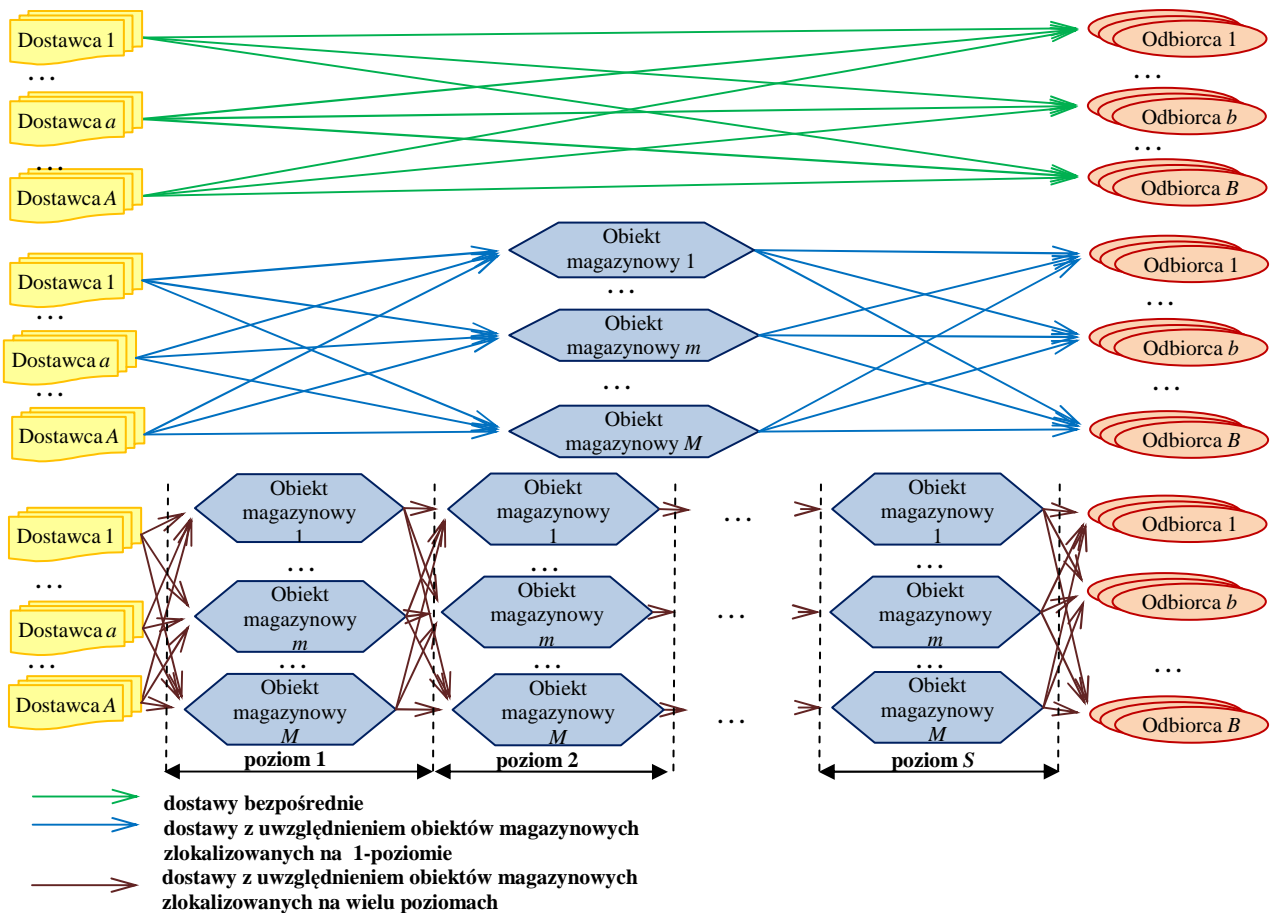 Dostawca 1
Odbiorca 1
…
…
Dostawca a
Odbiorca b
…
…
Dostawca A
Odbiorca B
Obiekt
magazynowy 1
Dostawca 1
Odbiorca 1
…
…
…
Obiekt
magazynowy m
Dostawca a
Odbiorca b
…
…
…
Obiekt
magazynowy M
Dostawca A
Odbiorca B
Obiekt
magazynowy
1
Obiekt
magazynowy
1
Obiekt
magazynowy
1
Dostawca 1
…
Odbiorca 1
…
…
…
…
Obiekt
magazynowy
m
Obiekt
magazynowy
m
Obiekt
magazynowy
m
Dostawca a
…
Odbiorca b
…
…
…
…
…
Obiekt
magazynowy
M
Obiekt
magazynowy
M
Obiekt
magazynowy
M
Dostawca A
…
Odbiorca B
poziom 1
poziom 2
poziom S
dostawy bezpośrednie
dostawy z uwzględnieniem obiektów magazynowych
zlokalizowanych na 1-poziomie
dostawy z uwzględnieniem obiektów magazynowych
zlokalizowanych na wielu poziomach